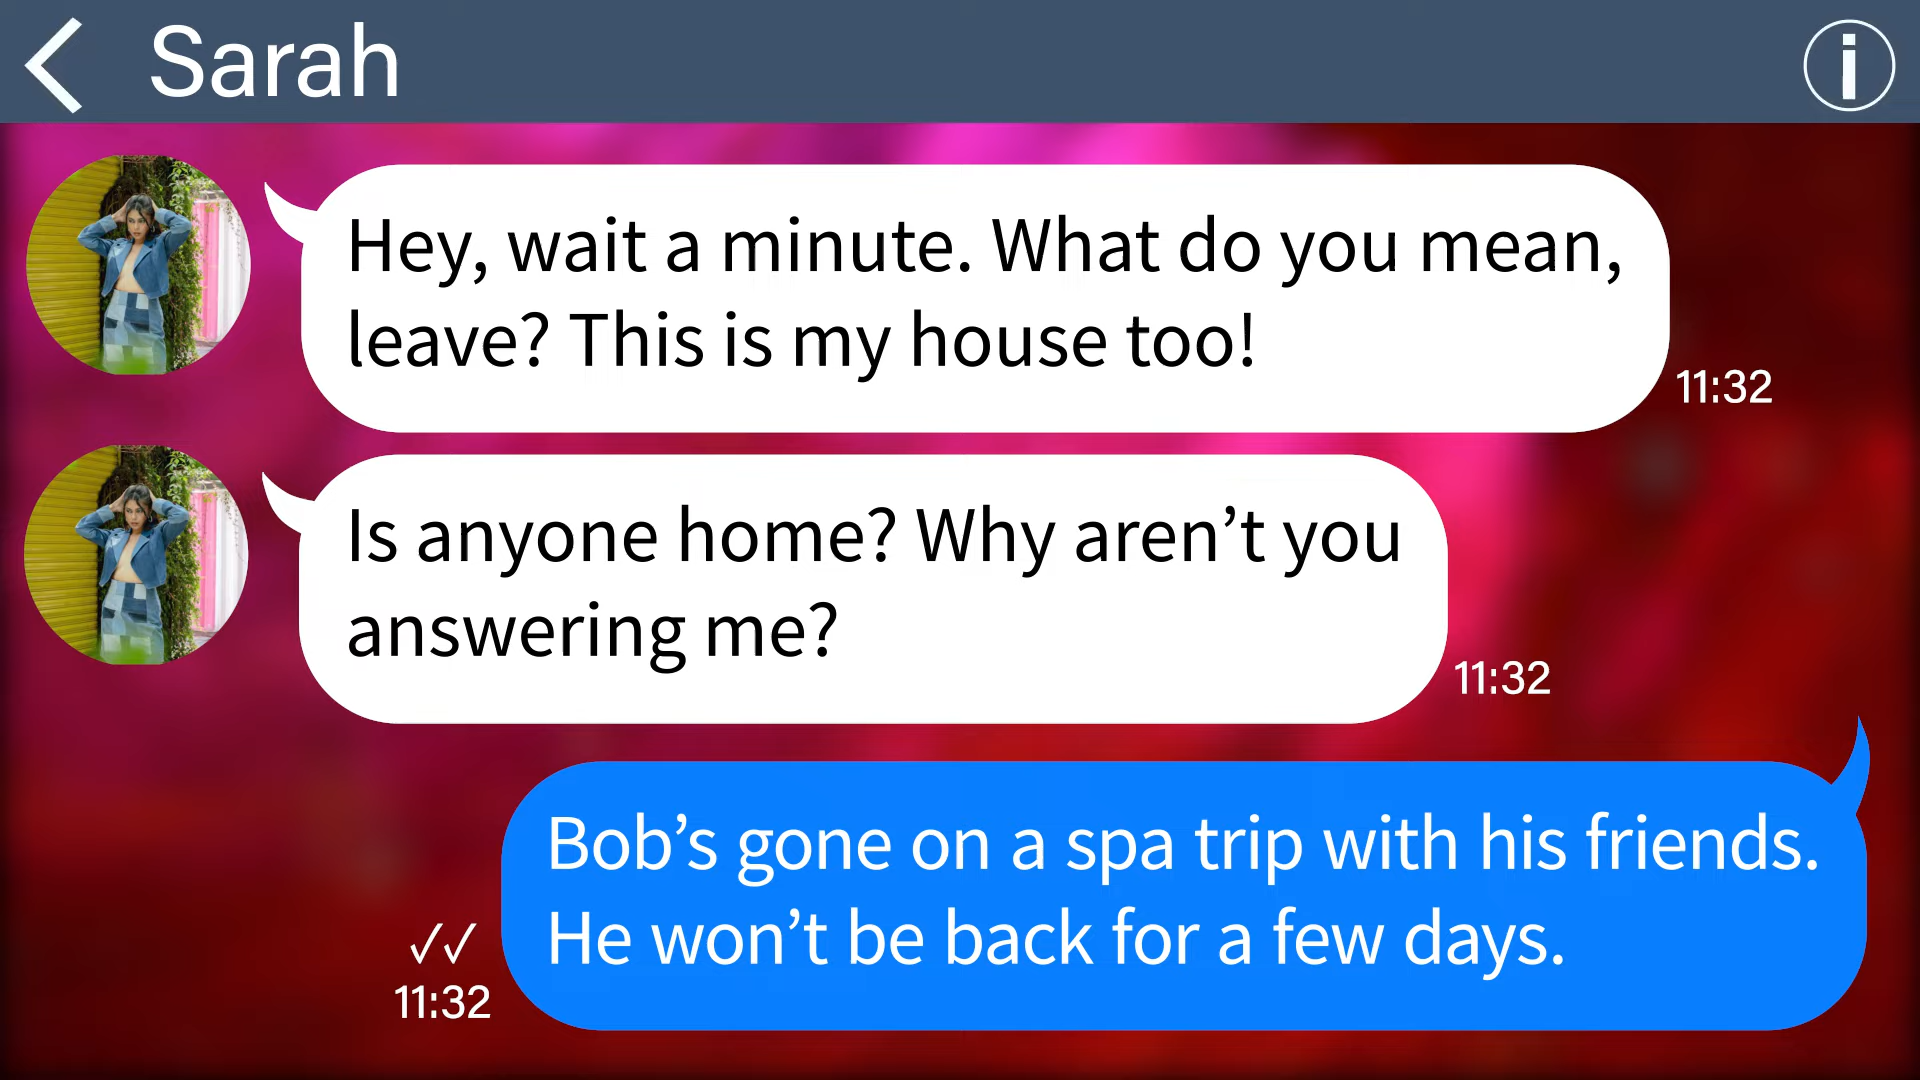 Sarah
Hey, wait a minute. What do you mean,
leave? This is my house too!
11:32
Is anyone home? Why aren’t you
answering me?
11:32
Bob’s gone on a spa trip with his friends.
He won’t be back for a few days.
✓✓
11:32